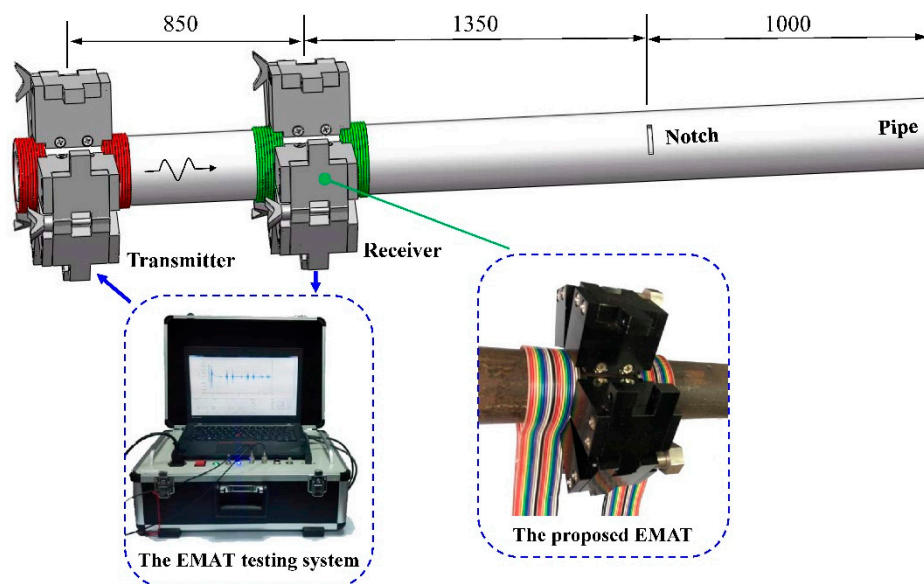 850
1350
1000
Notch
Pipe
Transmitter
Receiver
The EMAT testing system
The proposed EMAT